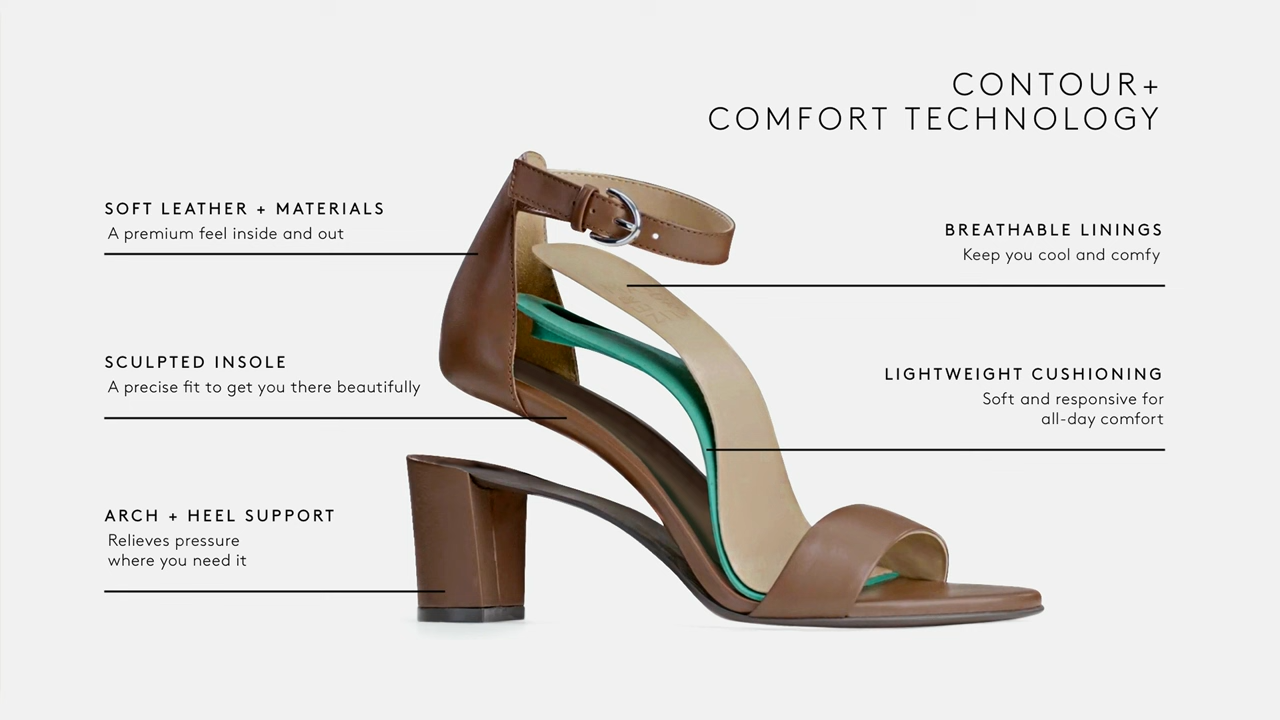 CONTOUR+
COMFORT TECHNOLOGY
SOFT LEATHER + MATERIALS
A premium feel inside and out
BREATHABLE LININGS
Keep you cool and comfy
SCULPTED INSOLE
A precise fit to get you there beautifully
LIGHTWEIGHT CUSHIONING
Soft and responsive for
all-day comfort
ARCH + HEEL SUPPORT
Relieves pressure
where you need it